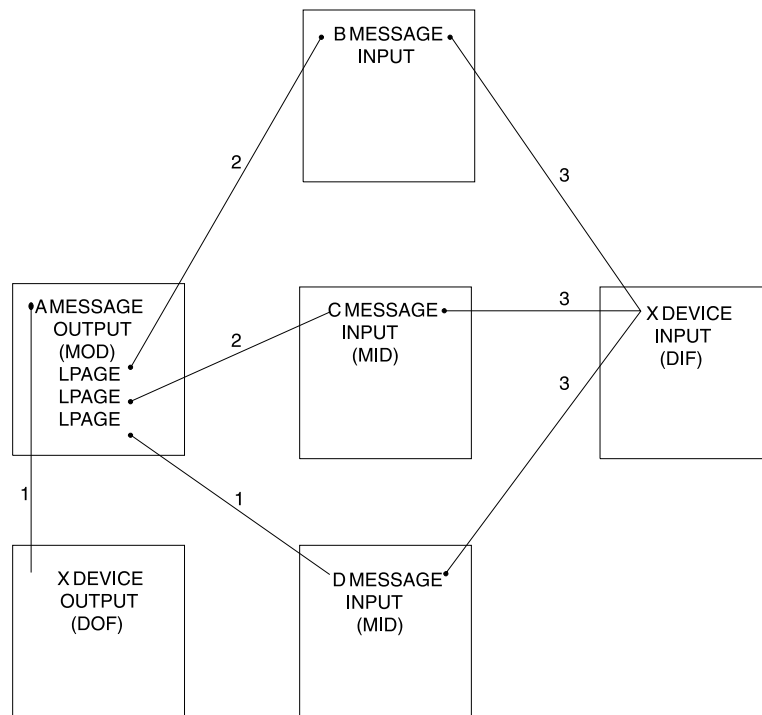 B MESSAGE
INPUT
2
3
A MESSAGE
OUTPUT
(MOD)
LPAGE
LPAGE
LPAGE
2
C MESSAGE
INPUT
(MID)
3
X DEVICE
INPUT
(DIF)
3
1
1
X DEVICE
OUTPUT
(DOF)
D MESSAGE
INPUT
(MID)